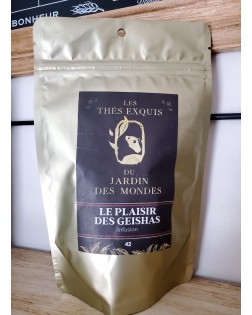 BONHEUR
LES
THÉS EXQUIS
DU
JARDIN
DES MONDES
LE PLAISIR
DES GEISHAS
Infusion
42